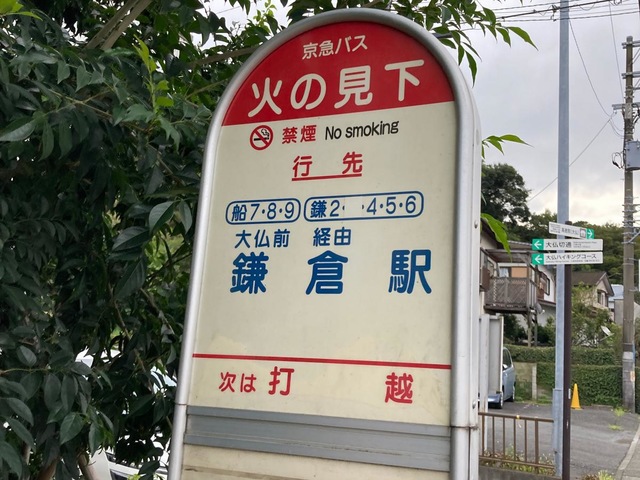 京急バス
火の見下
禁煙 No smoking
行先
船7・8・9 鎌2・ ・4・5・6
大仏前 経由
鎌倉駅
次は 打越
大仏切通
大仏ハイキングコース